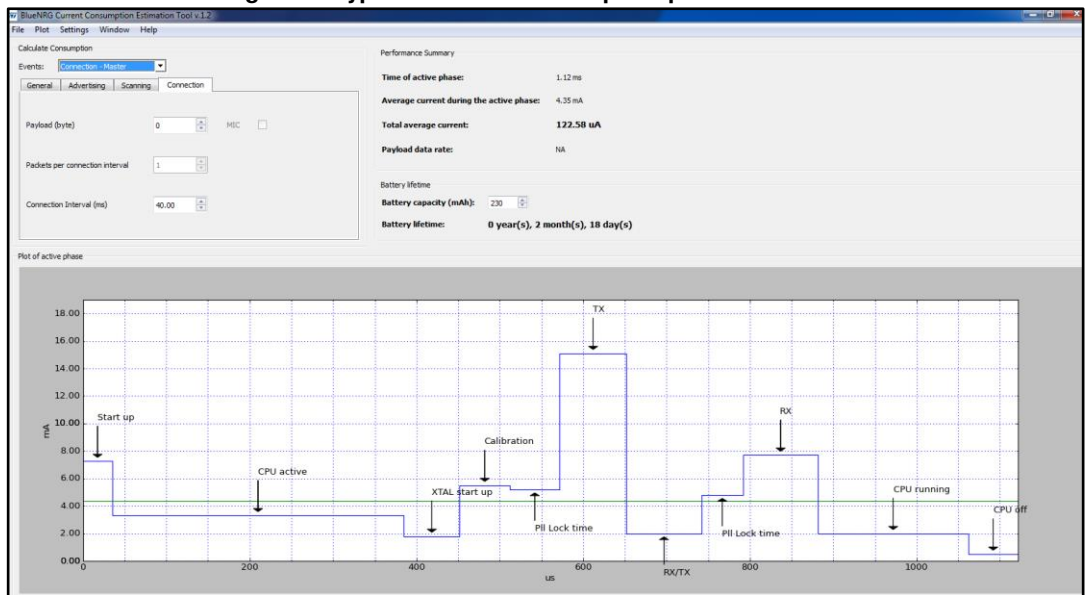 BlueNRG Current Consumption Estimation Tool v.1.2
File Plot Settings Window Help
Calculate Consumption
Events: Connection - Master
General Advertising Scanning Connection
Payload (byte) 0 MIC
Packets per connection interval 1
Connection Interval (ms) 40.00
Performance Summary
Time of active phase: 1.12 ms
Average current during the active phase: 4.35 mA
Total average current: 122.58 uA
Payload data rate: NA
Battery lifetime
Battery capacity (mAh): 230
Battery lifetime: 0 year(s), 2 month(s), 18 day(s)
Plot of active phase
18.00
16.00
14.00
12.00
10.00
8.00
6.00
4.00
2.00
0.00
mA
Start up
CPU active
XTAL start up
Calibration
Pll Lock time
TX
RX/TX
Pll Lock time
RX
CPU running
CPU off
0 200 400 600 800 1000
us